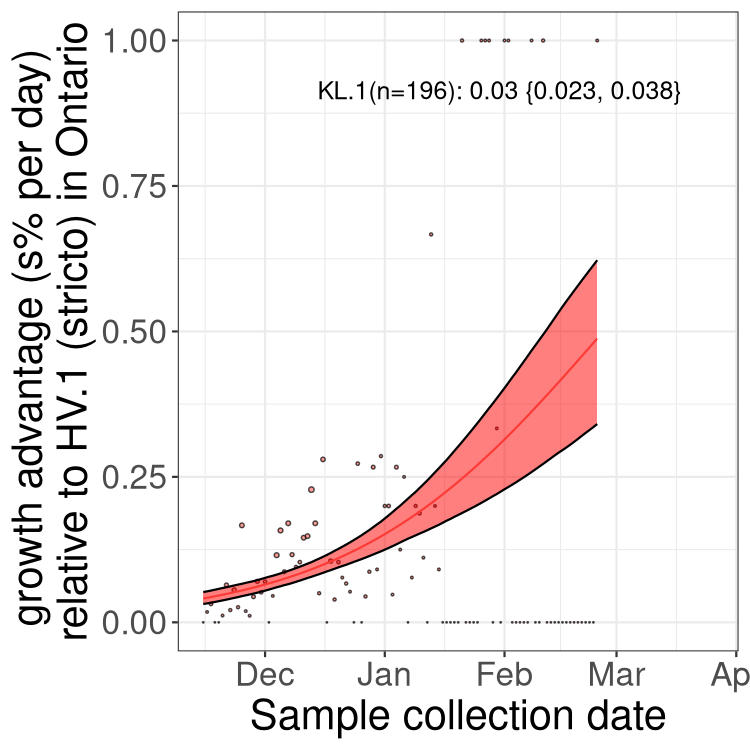 growth advantage (s% per day)
relative to HV.1 (stricto) in Ontario
1.00
0.75
0.50
0.25
0.00
KL.1(n=196): 0.03 {0.023, 0.038}
Dec Jan Feb Mar Ap
Sample collection date